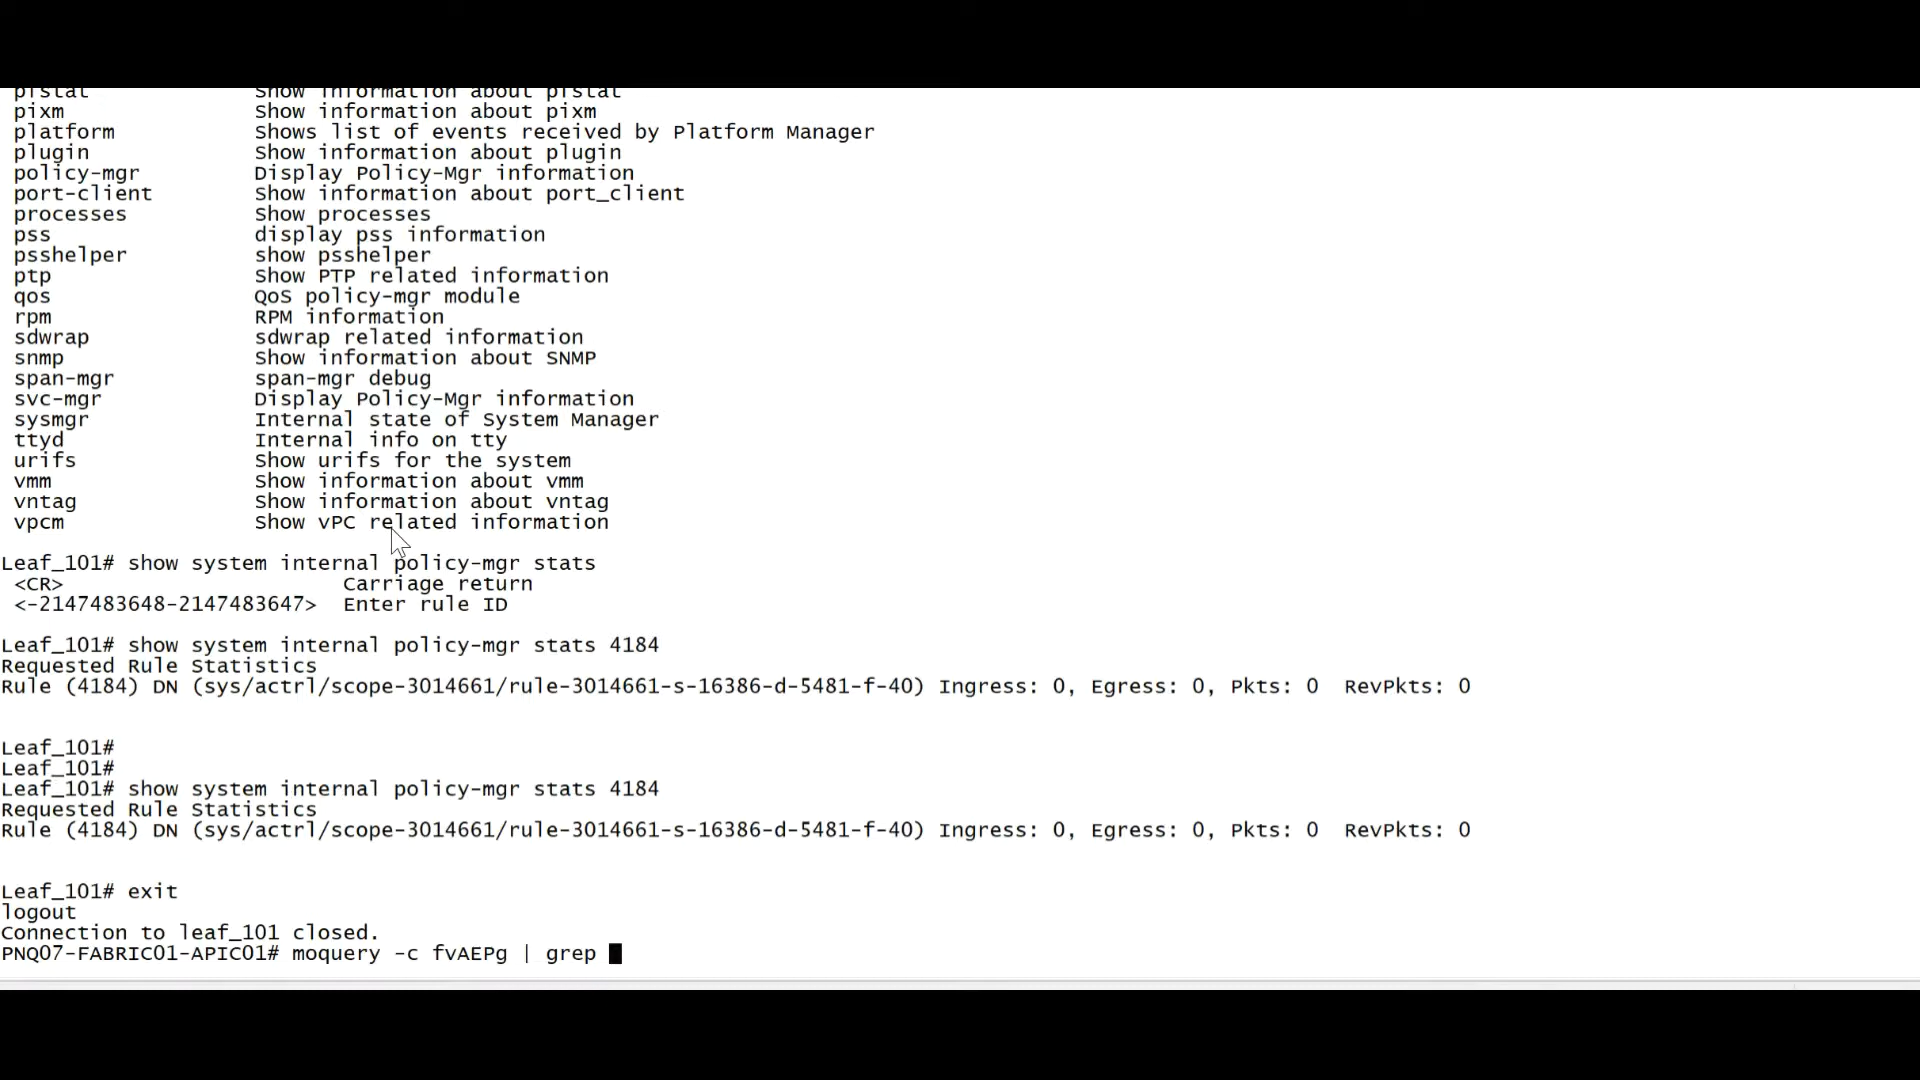 pfstat Show information about pfstat
pixm Show information about pixm
platform Shows list of events received by Platform Manager
plugin Show information about plugin
policy-mgr Display Policy-Mgr information
port-client Show information about port_client
processes Show processes
pss display pss information
psshelper show psshelper
ptp Show PTP related information
qos QoS policy-mgr module
rpm RPM information
sdwrap sdwrap related information
snmp Show information about SNMP
span-mgr span-mgr debug
svc-mgr Display Policy-Mgr information
sysmgr Internal state of System Manager
ttyd Internal info on tty
urifs Show urifs for the system
vmm Show information about vmm
vntag Show information about vntag
vpcm Show vPC related information
Leaf_101# show system internal policy-mgr stats
<CR> Carriage return
<-2147483648-2147483647> Enter rule ID
Leaf_101# show system internal policy-mgr stats 4184
Requested Rule Statistics
Rule (4184) DN (sys/actrl/scope-3014661/rule-3014661-s-16386-d-5481-f-40) Ingress: 0, Egress: 0, Pkts: 0 RevPkts: 0
Leaf_101#
Leaf_101#
Leaf_101# show system internal policy-mgr stats 4184
Requested Rule Statistics
Rule (4184) DN (sys/actrl/scope-3014661/rule-3014661-s-16386-d-5481-f-40) Ingress: 0, Egress: 0, Pkts: 0 RevPkts: 0
Leaf_101# exit
logout
Connection to leaf_101 closed.
PNQ07-FABRIC01-APIC01# moquery -c fvAEPg | grep